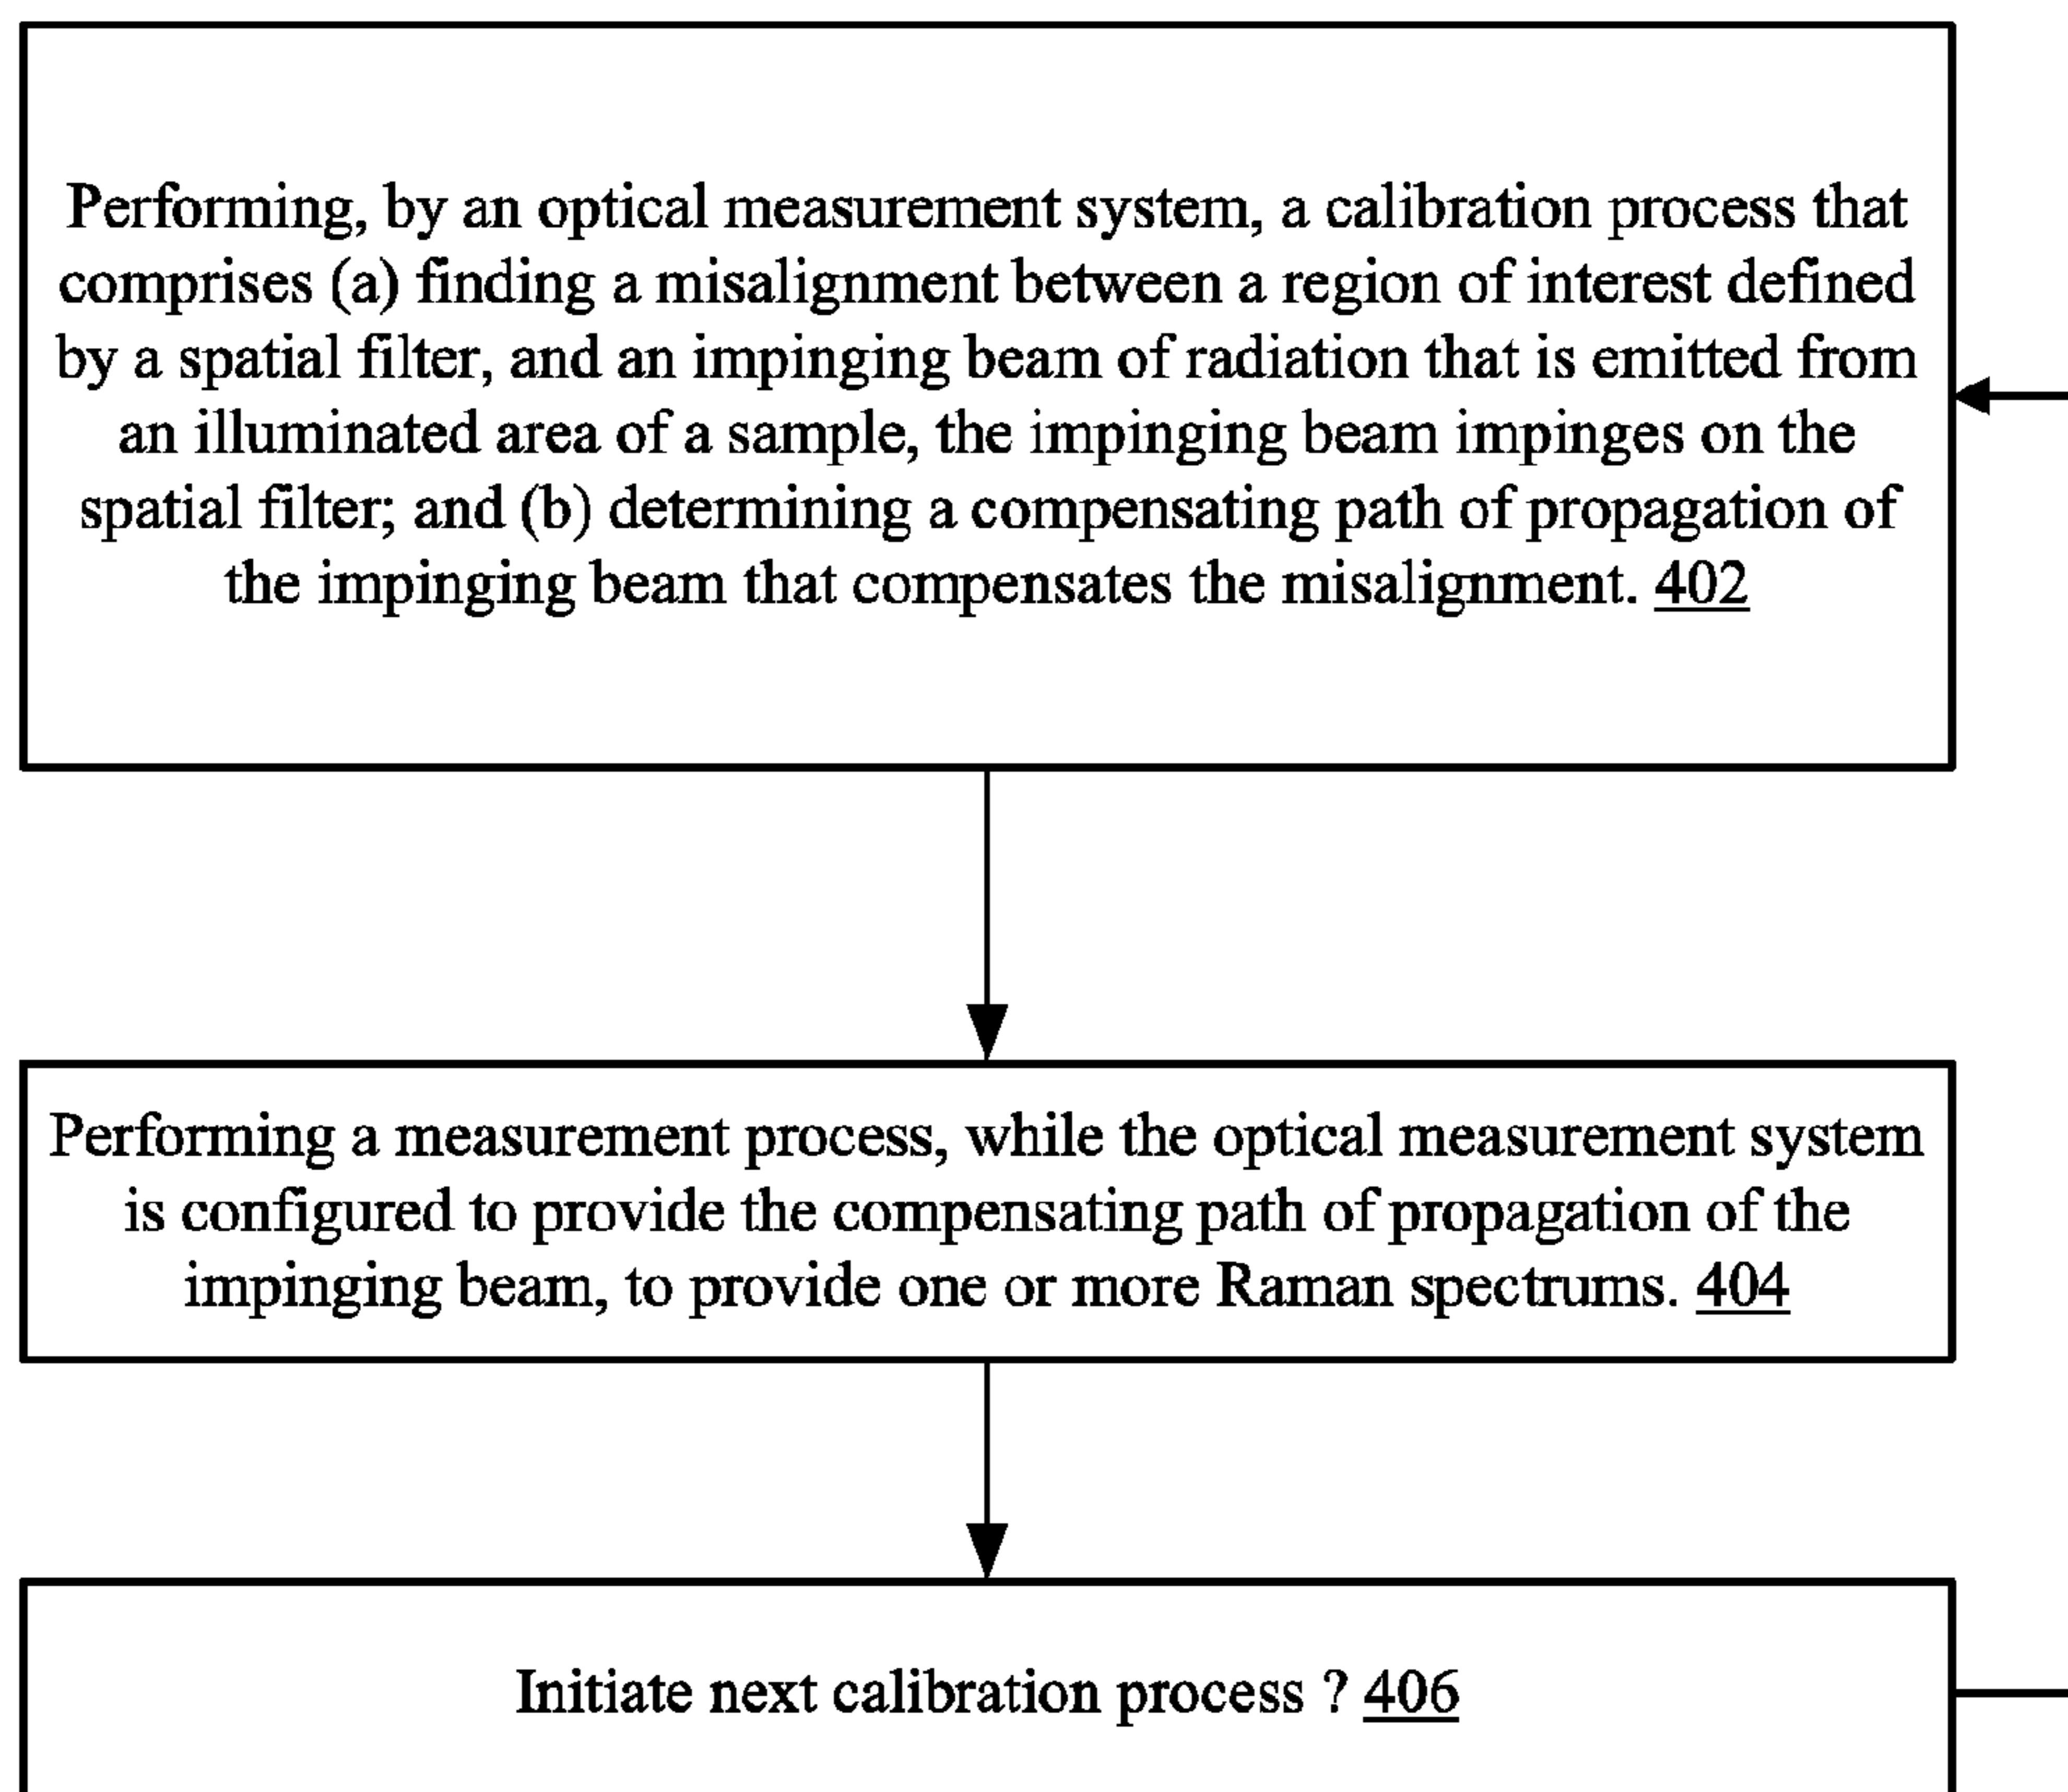 Performing, by an optical measurement system, a calibration process that
comprises (a) finding a misalignment between a region of interest defined
by a spatial filter, and an impinging beam of radiation that is emitted from
an illuminated area of a sample, the impinging beam impinges on the
spatial filter; and (b) determining a compensating path of propagation of
the impinging beam that compensates the misalignment. 402
Performing a measurement process, while the optical measurement system
is configured to provide the compensating path of propagation of the
impinging beam, to provide one or more Raman spectrums. 404
Initiate next calibration process ? 406